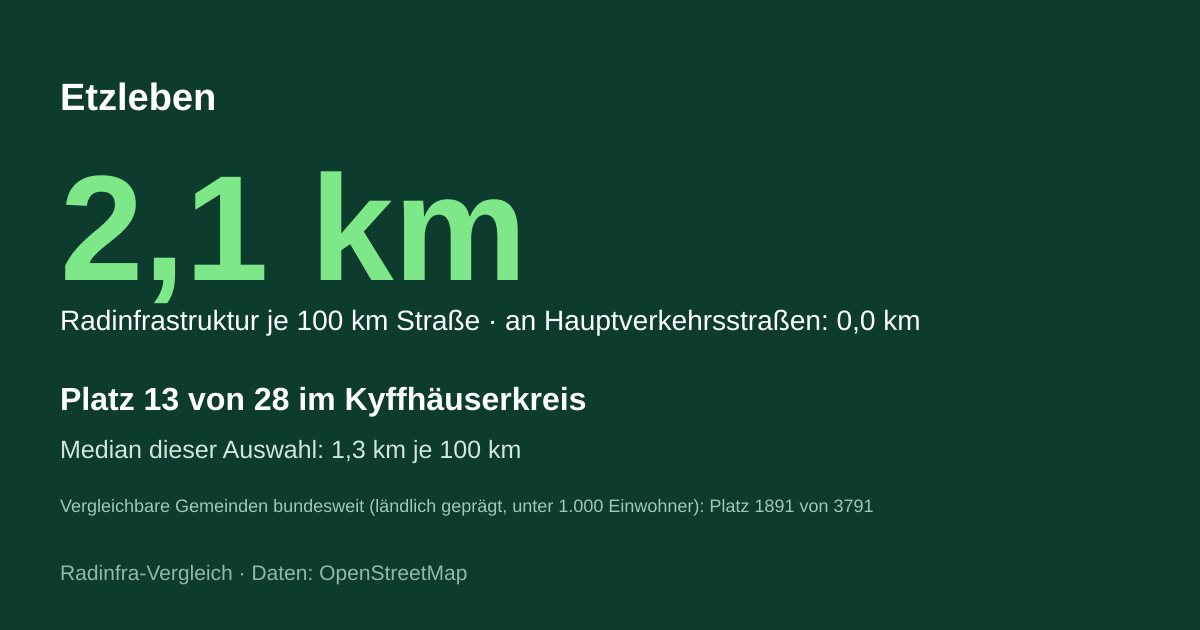 Etzleben
2,1 km
Radinfrastruktur je 100 km Straße · an Hauptverkehrsstraßen: 0,0 km
Platz 13 von 28 im Kyffhäuserkreis
Median dieser Auswahl: 1,3 km je 100 km
Vergleichbare Gemeinden bundesweit (ländlich geprägt, unter 1.000 Einwohner): Platz 1891 von 3791
Radinfra-Vergleich · Daten: OpenStreetMap